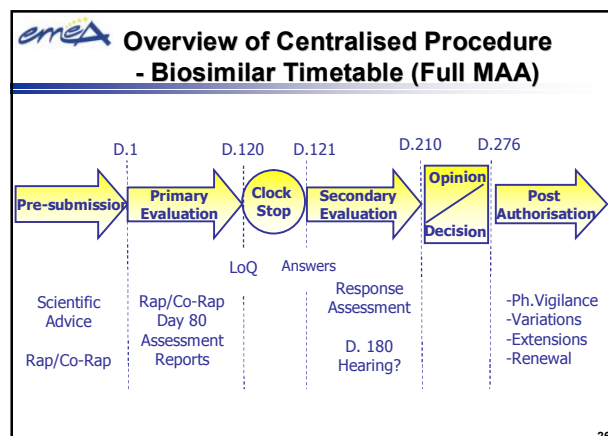 emeA
Overview of Centralised Procedure
- Biosimilar Timetable (Full MAA)
D.1
D.120
D.121
D.210
D.276
Pre-submission
Primary
Evaluation
Clock
Stop
Secondary
Evaluation
Opinion
Decision
Post
Authorisation
LoQ
Answers
Scientific
Advice
Rap/Co-Rap
Rap/Co-Rap
Day 80
Assessment
Reports
Response
Assessment
D. 180
Hearing?
-Ph.Vigilance
-Variations
-Extensions
-Renewal